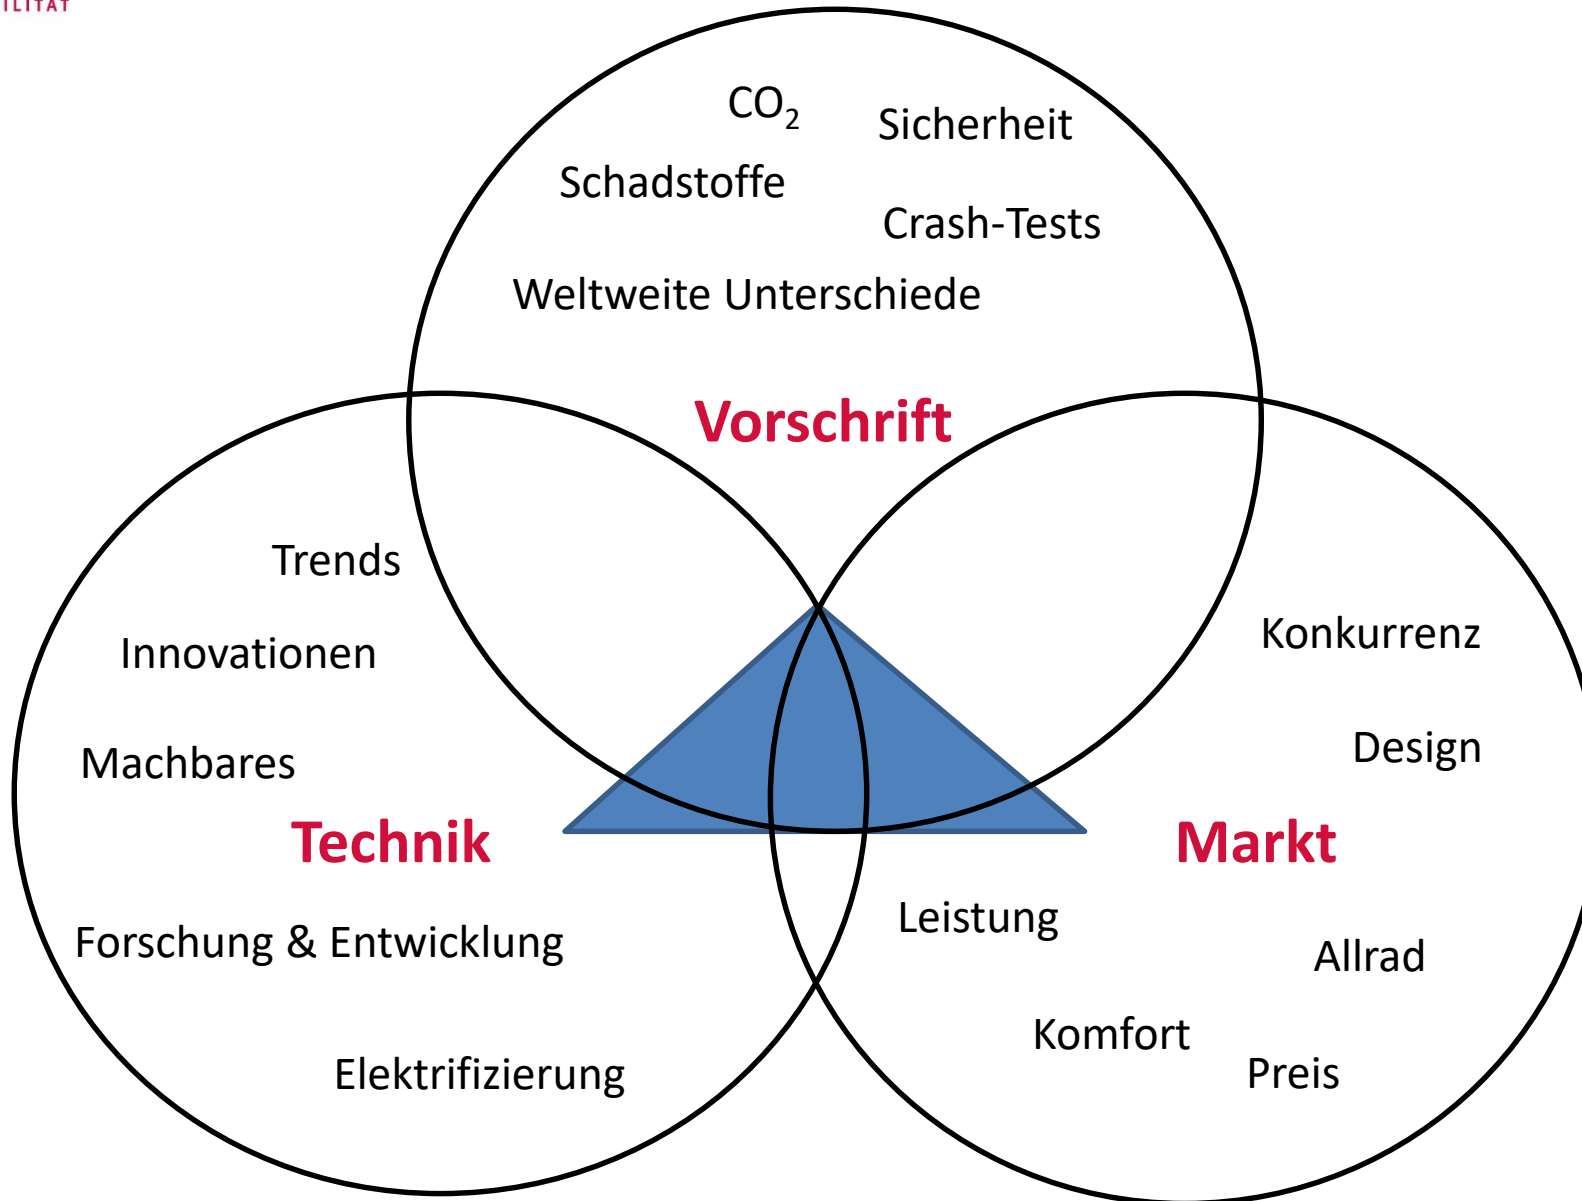 ILITÄT
CO₂
Sicherheit
Schadstoffe
Crash-Tests
Weltweite Unterschiede
Vorschrift
Trends
Innovationen
Machbares
Technik
Forschung & Entwicklung
Elektrifizierung
Konkurrenz
Design
Markt
Leistung
Allrad
Komfort
Preis